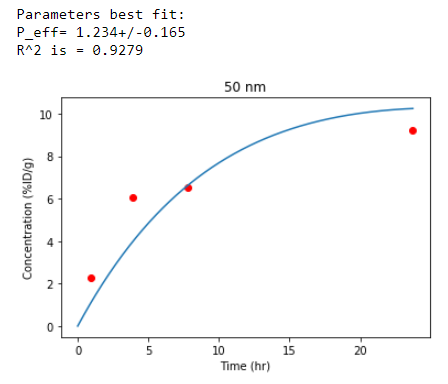 Parameters best fit:
P_eff= 1.234+/-0.165
R^2 is = 0.9279
50 nm
10
8
6
4
2
0
Concentration (%ID/g)
0 5 10 15 20
Time (hr)